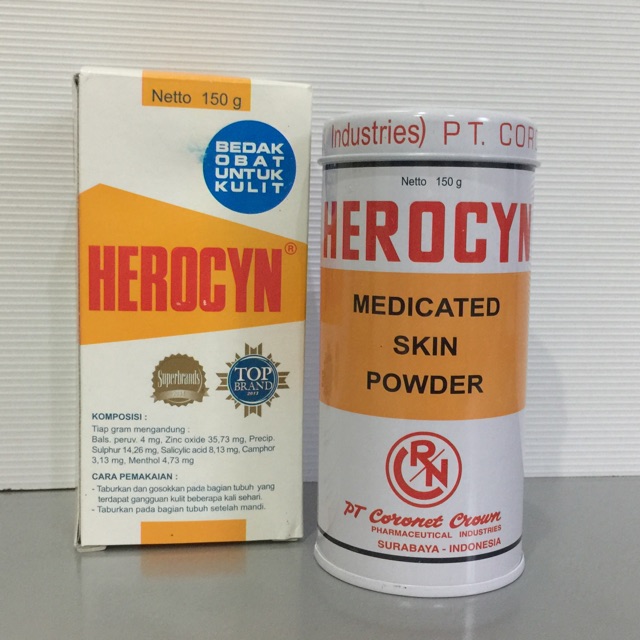 Netto 150 g
BEDAK
OBAT
UNTUK
KULIT
HEROCYN®
Superbrands
TOP
BRAND
2017
KOMPOSISI :
Tiap gram mengandung :
Bals. peruv. 4 mg, Zinc oxide 35,73 mg, Precip.
Sulphur 14,26 mg, Salicylic acid 8,13 mg, Camphor
3,13 mg, Menthol 4,73 mg
CARA PEMAKAIAN :
- Taburkan dan gosokkan pada bagian tubuh yang
terdapat gangguan kulit beberapa kali sehari.
- Taburkan pada bagian tubuh setelah mandi.
Industries) PT. COR
Netto 150 g
HEROCYN
MEDICATED
SKIN
POWDER
CRN
PT Coronet Crown
PHARMACEUTICAL INDUSTRIES
SURABAYA - INDONESIA